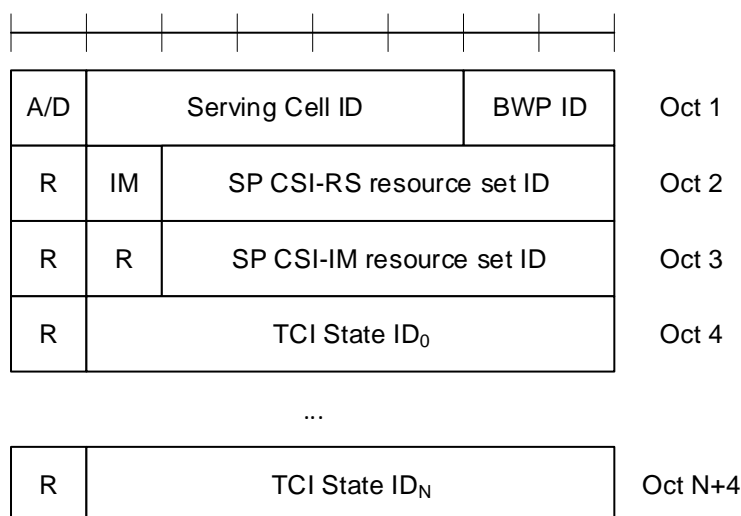 A/D Serving Cell ID BWP ID Oct 1
R IM SP CSI-RS resource set ID Oct 2
R R SP CSI-IM resource set ID Oct 3
R TCI State ID₀ Oct 4
...
R TCI State IDN Oct N+4